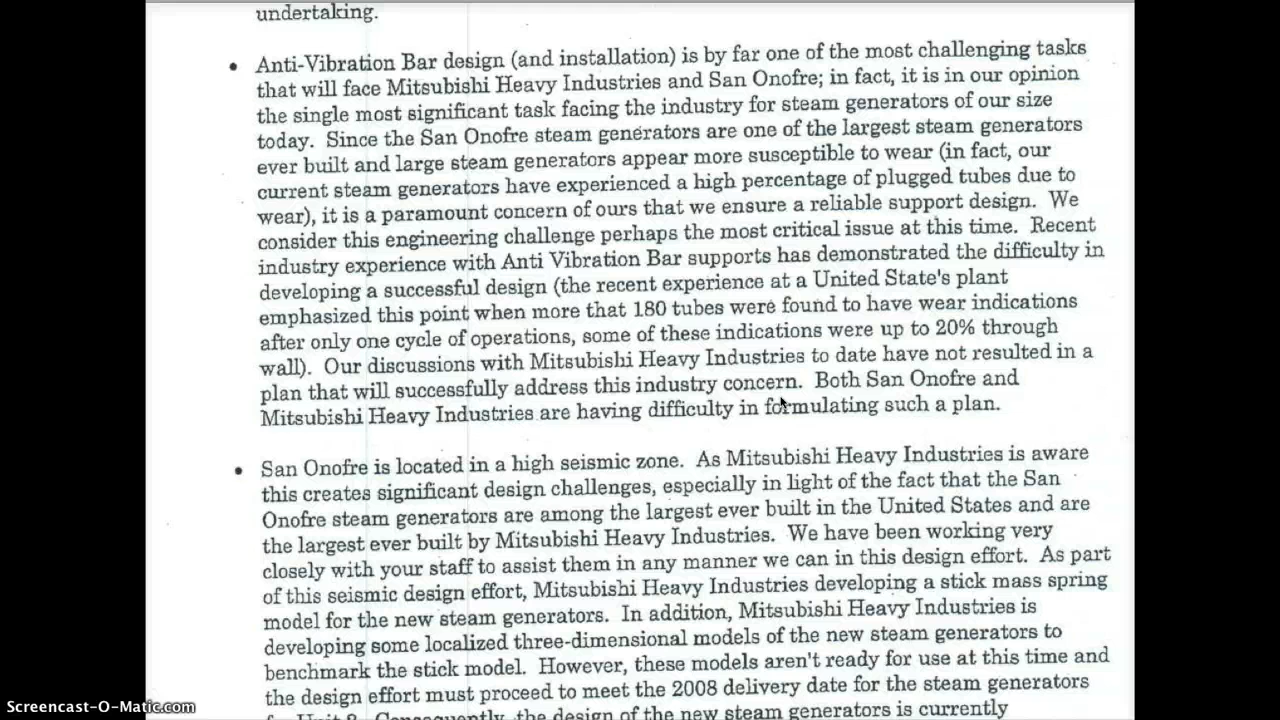 undertaking.
• Anti-Vibration Bar design (and installation) is by far one of the most challenging tasks
that will face Mitsubishi Heavy Industries and San Onofre; in fact, it is in our opinion
the single most significant task facing the industry for steam generators of our size
today. Since the San Onofre steam generators are one of the largest steam generators
ever built and large steam generators appear more susceptible to wear (in fact, our
current steam generators have experienced a high percentage of plugged tubes due to
wear), it is a paramount concern of ours that we ensure a reliable support design. We
consider this engineering challenge perhaps the most critical issue at this time. Recent
industry experience with Anti Vibration Bar supports has demonstrated the difficulty in
developing a successful design (the recent experience at a United State's plant
emphasized this point when more that 180 tubes were found to have wear indications
after only one cycle of operations, some of these indications were up to 20% through
wall). Our discussions with Mitsubishi Heavy Industries to date have not resulted in a
plan that will successfully address this industry concern. Both San Onofre and
Mitsubishi Heavy Industries are having difficulty in formulating such a plan.
• San Onofre is located in a high seismic zone. As Mitsubishi Heavy Industries is aware
this creates significant design challenges, especially in light of the fact that the San
Onofre steam generators are among the largest ever built in the United States and are
the largest ever built by Mitsubishi Heavy Industries. We have been working very
closely with your staff to assist them in any manner we can in this design effort. As part
of this seismic design effort, Mitsubishi Heavy Industries developing a stick mass spring
model for the new steam generators. In addition, Mitsubishi Heavy Industries is
developing some localized three-dimensional models of the new steam generators to
benchmark the stick model. However, these models aren't ready for use at this time and
the design effort must proceed to meet the 2008 delivery date for the steam generators
Consequently, the design of the new steam generators is currently
Screencast-O-Matic.com